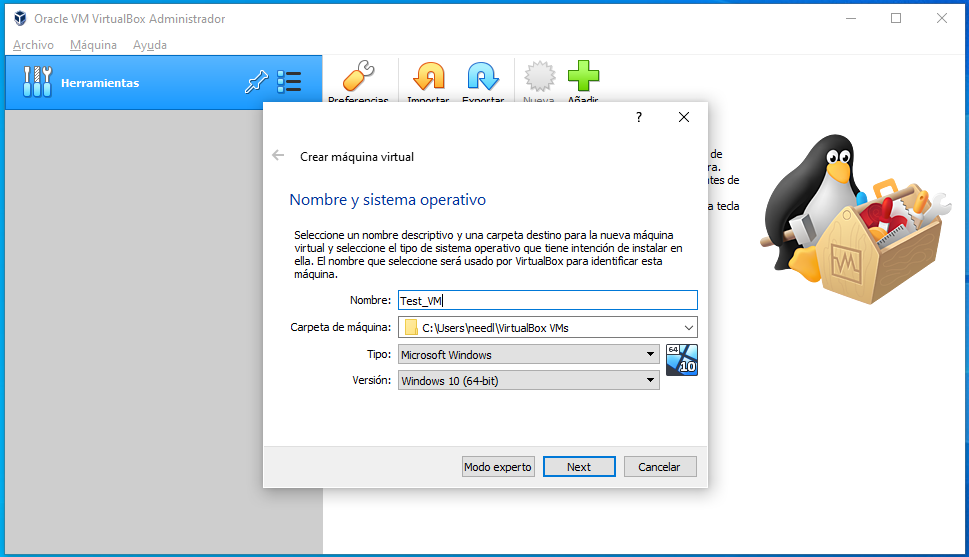 Oracle VM VirtualBox Administrador
Archivo Máquina Ayuda
Herramientas
Preferencias Importar Exportar Nueva Añadir
?
Crear máquina virtual
de
ra.
ntes de
a tecla
Nombre y sistema operativo
Seleccione un nombre descriptivo y una carpeta destino para la nueva máquina
virtual y seleccione el tipo de sistema operativo que tiene intención de instalar en
ella. El nombre que seleccione será usado por VirtualBox para identificar esta
máquina.
Nombre: Test_VM
Carpeta de máquina: C:\Users\needl\VirtualBox VMs
Tipo: Microsoft Windows
64
10
Versión: Windows 10 (64-bit)
Modo experto Next Cancelar